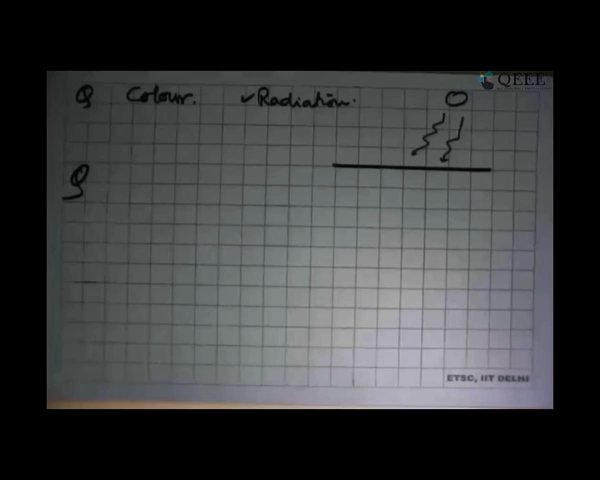 QEEE
Q Colour. ✓Radiation.
Q
ETSC, IIT DELHI